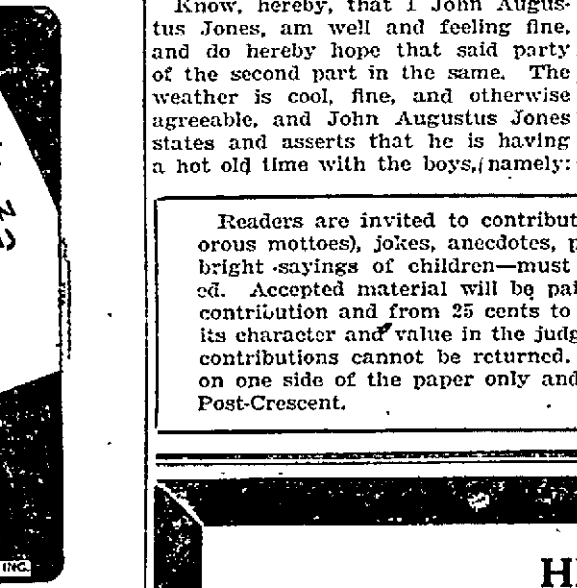 Know, hereby, that I John Augus-
tus Jones, am well and feeling fine,
and do hereby hope that said party
of the second part in the same. The
weather is cool, fine, and otherwise
agreeable, and John Augustus Jones
states and asserts that he is having
a hot old time with the boys, namely:
Readers are invited to contribut
orous mottoes), jokes, anecdotes, p
bright sayings of children—must
ed. Accepted material will be pai
contribution and from 25 cents to
its character and value in the judg
contributions cannot be returned.
on one side of the paper only and
Post-Crescent.
INC.
H